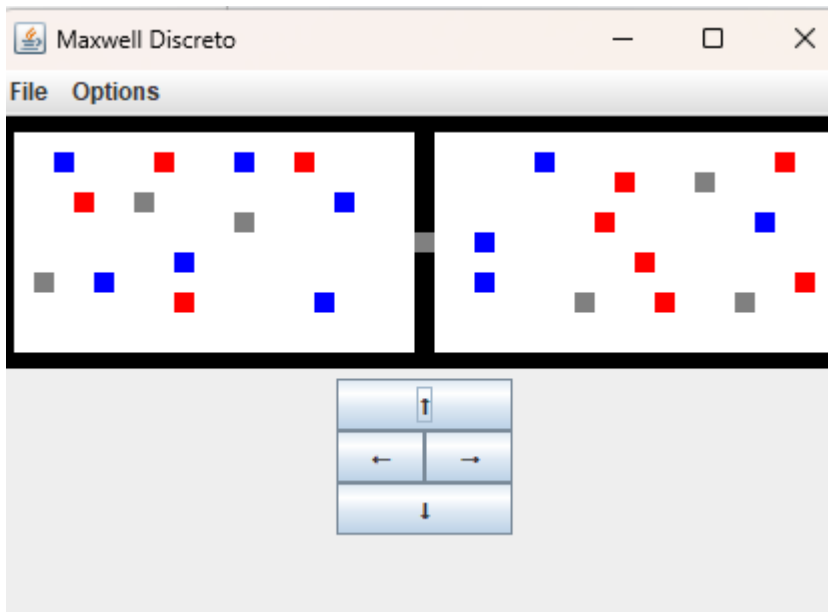 Maxwell Discreto
File Options
↑
← →
↓